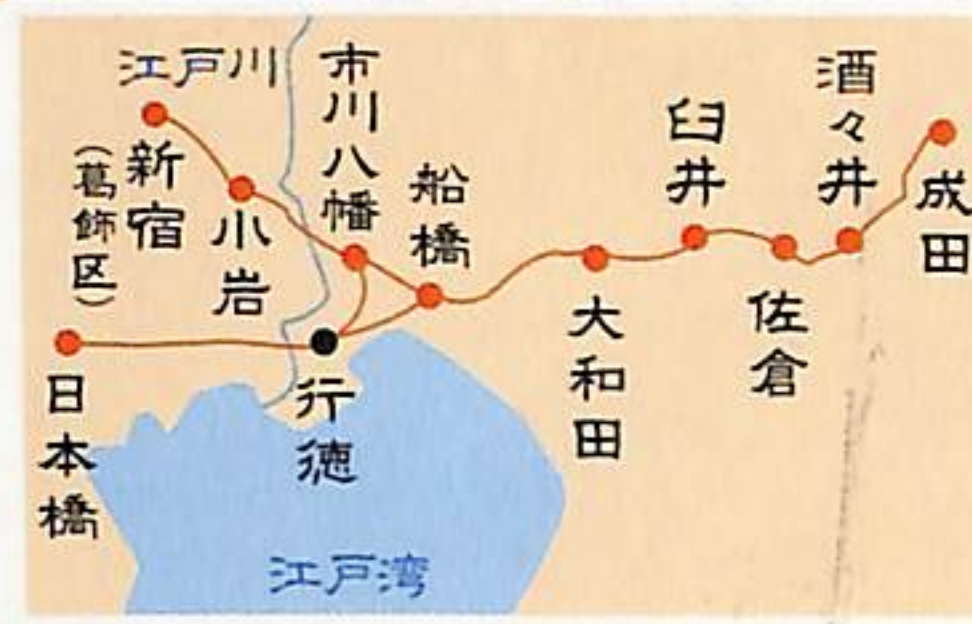 江戸川
市川八幡
船橋
臼井
酒々井
成田
新宿
(葛飾区)
小岩
大和田
佐倉
日本橋
行徳
江戸湾